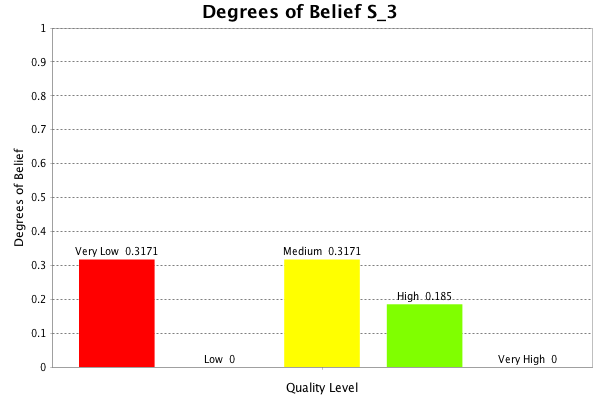 Degrees of Belief S_3
Degrees of Belief
1
0.9
0.8
0.7
0.6
0.5
0.4
0.3
0.2
0.1
0
Very Low 0.3171
Low 0
Medium 0.3171
High 0.185
Very High 0
Quality Level